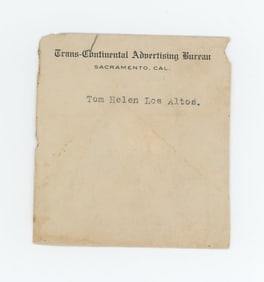 Trans-Continental Advertising Bureau
SACRAMENTO, CAL.
Tom Helen Los Altos.